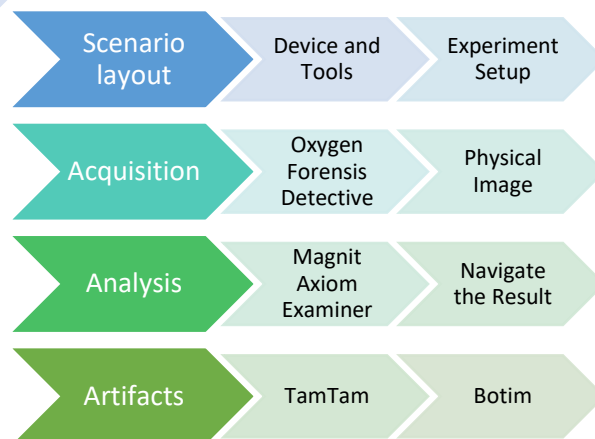 Scenario
layout
Device and
Tools
Experiment
Setup
Acquisition
Oxygen
Forensis
Detective
Physical
Image
Analysis
Magnit
Axiom
Examiner
Navigate
the Result
Artifacts
TamTam
Botim